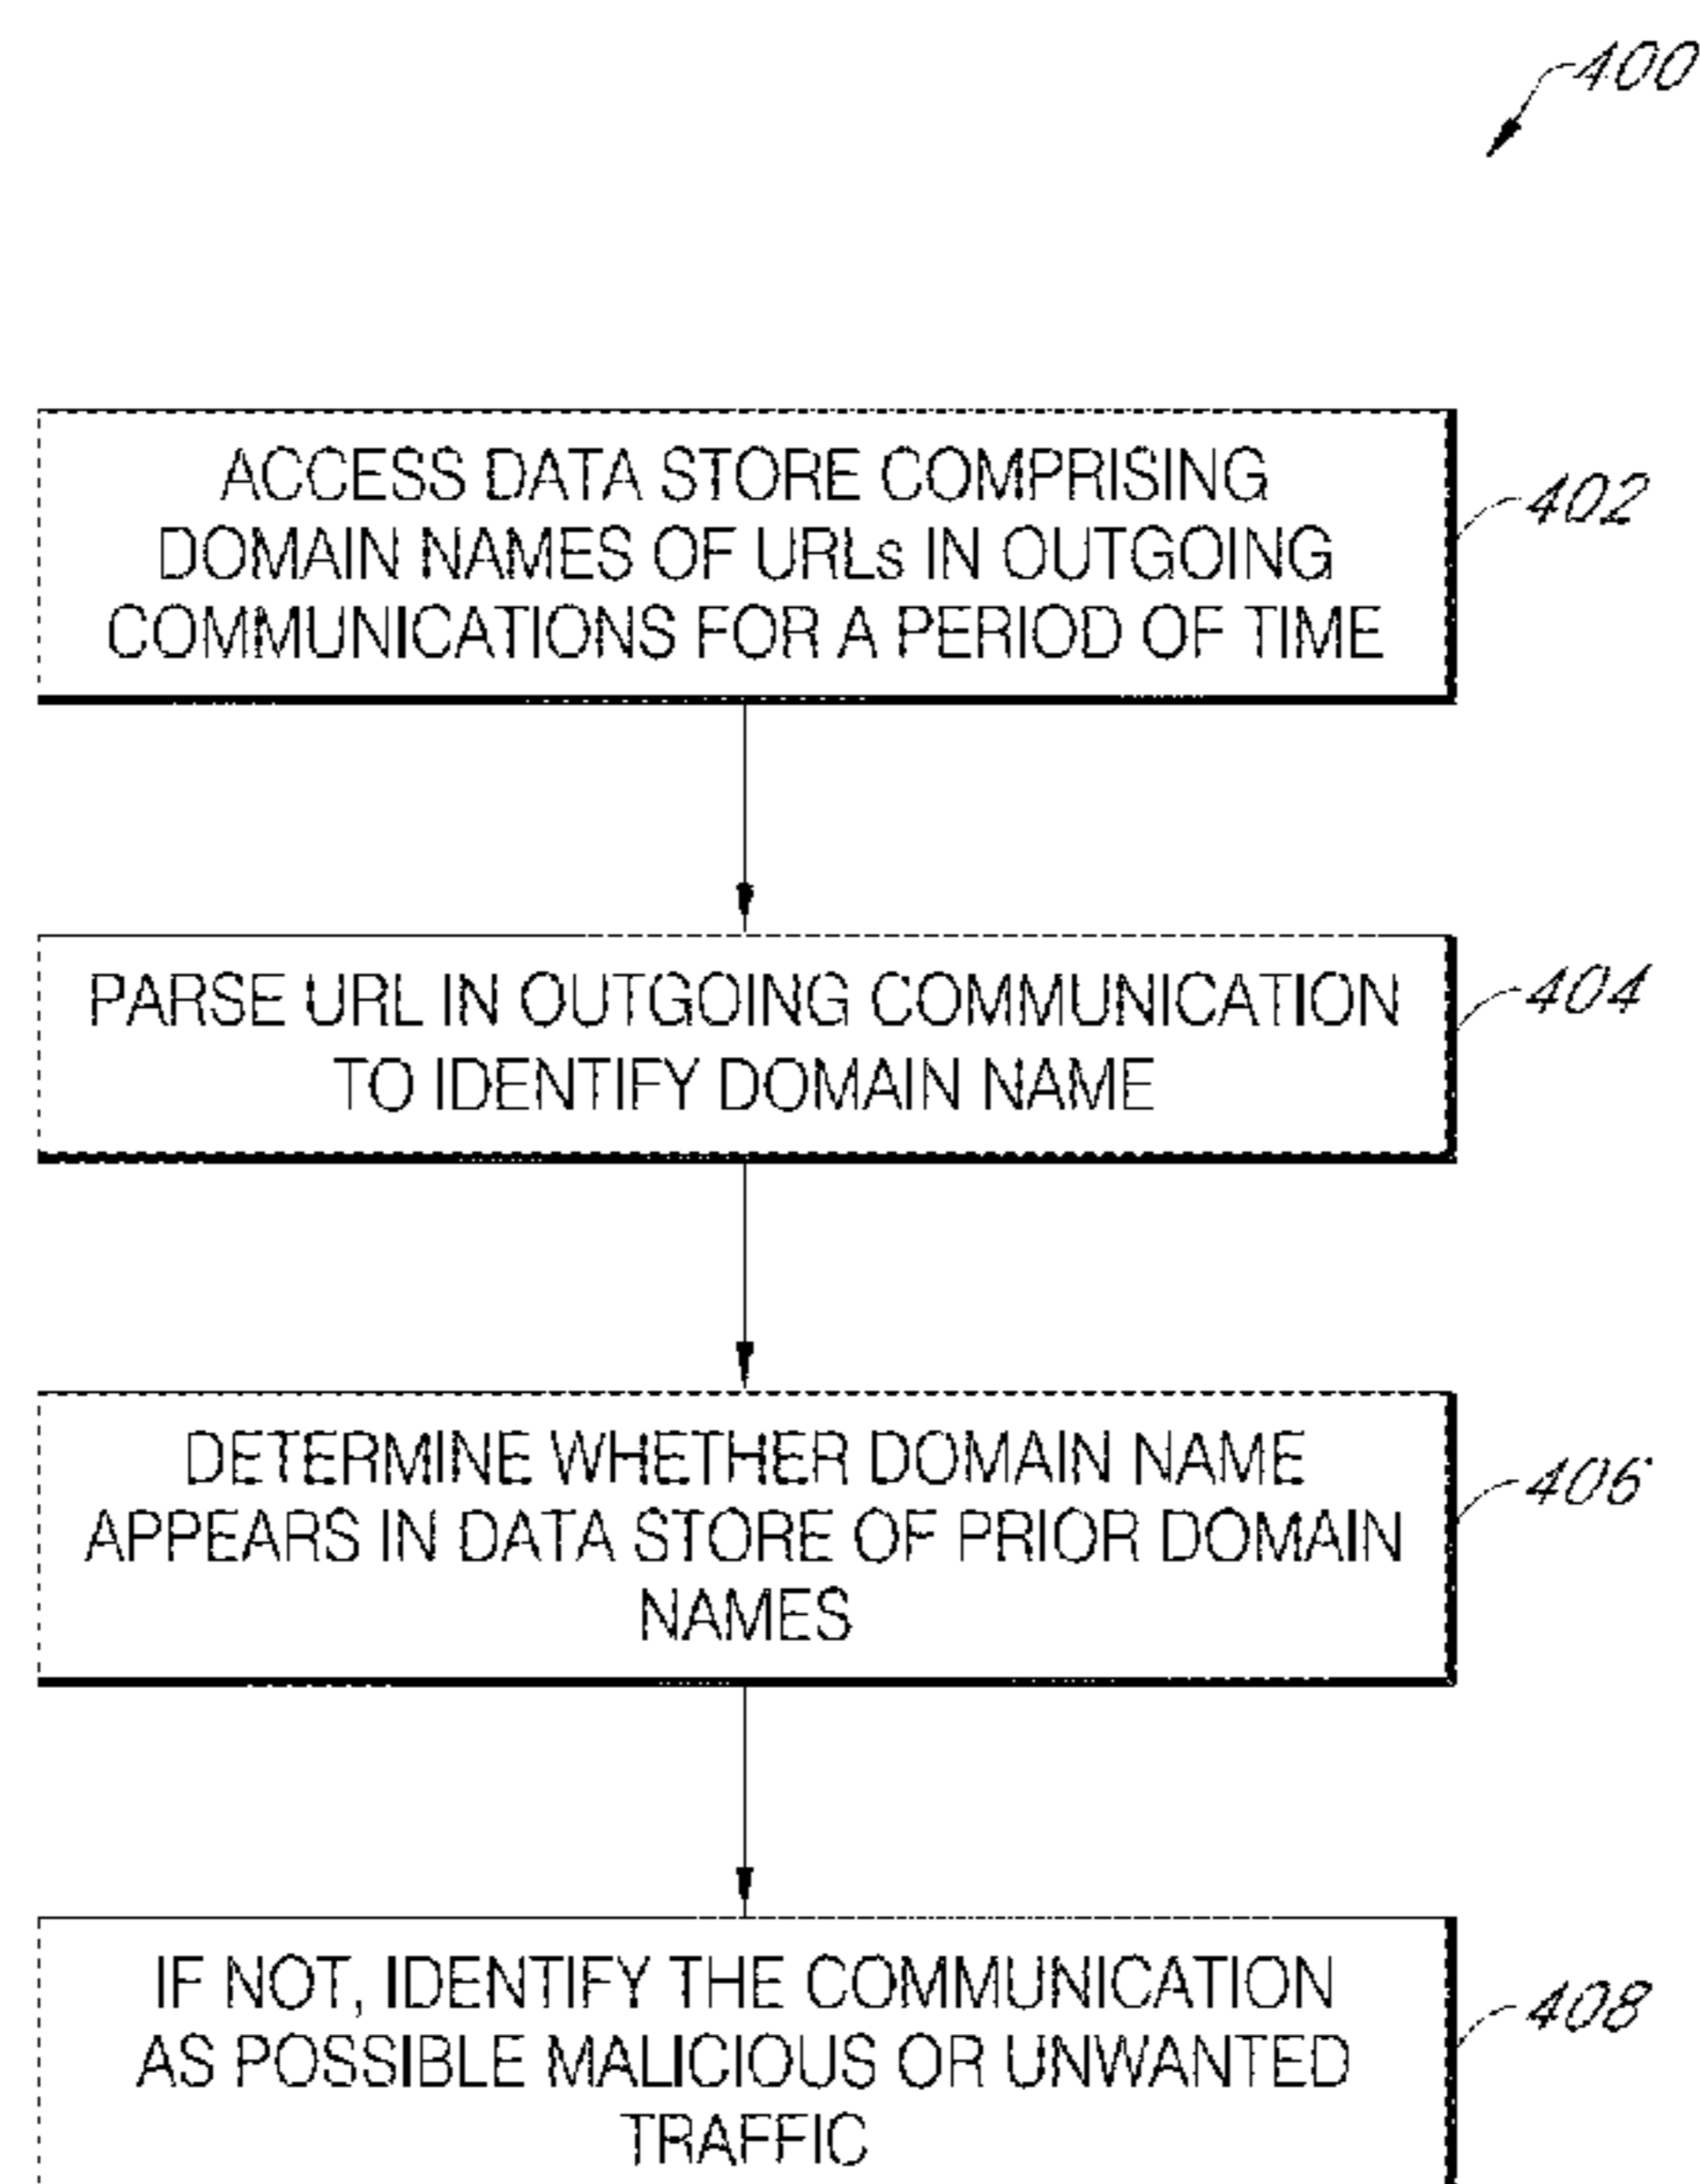 400
ACCESS DATA STORE COMPRISING
DOMAIN NAMES OF URLs IN OUTGOING
COMMUNICATIONS FOR A PERIOD OF TIME
402
PARSE URL IN OUTGOING COMMUNICATION
TO IDENTIFY DOMAIN NAME
404
DETERMINE WHETHER DOMAIN NAME
APPEARS IN DATA STORE OF PRIOR DOMAIN
NAMES
406
IF NOT, IDENTIFY THE COMMUNICATION
AS POSSIBLE MALICIOUS OR UNWANTED
TRAFFIC
408